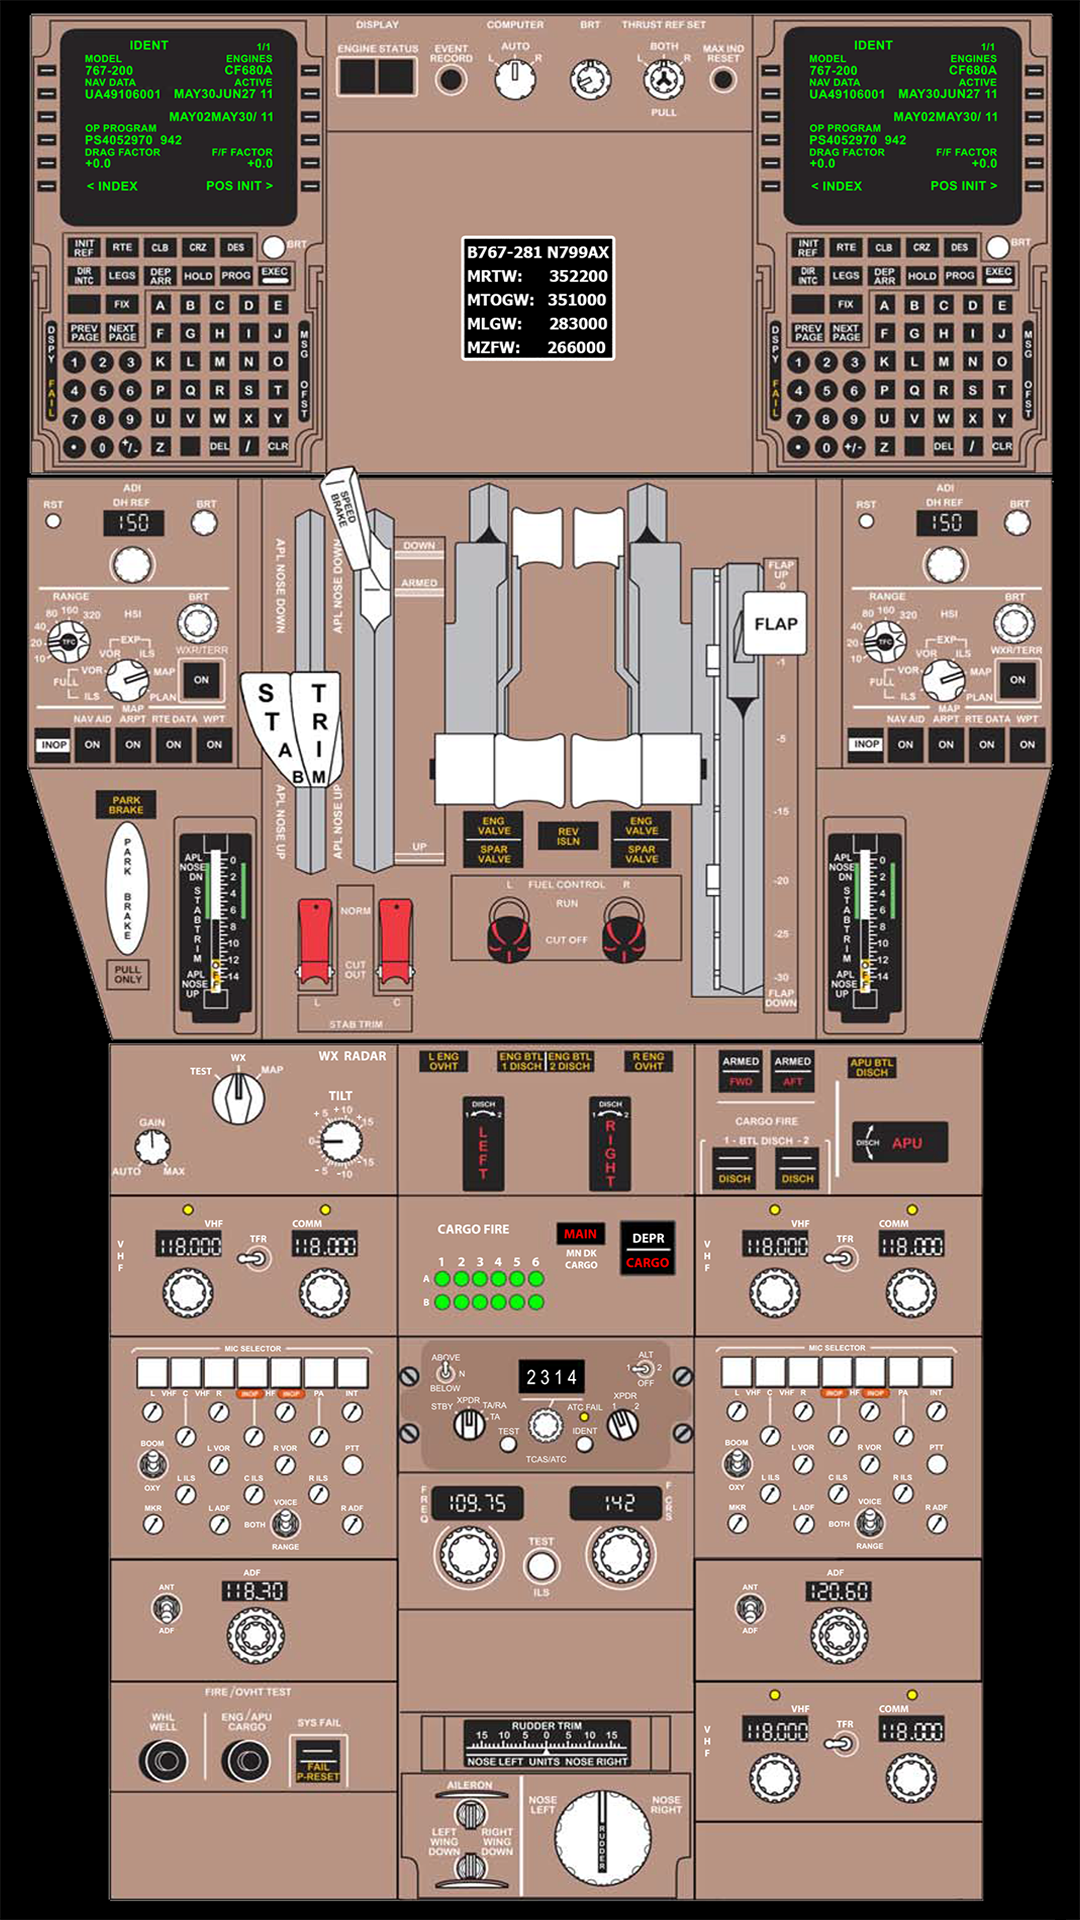 IDENT 1/1
MODEL ENGINES
767-200 CF680A
NAV DATA ACTIVE
UA49106001 MAY30JUN27 11
MAY02MAY30/ 11
OP PROGRAM
PS4052970 942
DRAG FACTOR F/F FACTOR
+0.0 +0.0
< INDEX POS INIT >
INIT REF RTE CLB CRZ DES BRT
DIR INTC LEGS DEP ARR HOLD PROG EXEC
FIX A B C D E
PREV PAGE NEXT PAGE F G H I J
1 2 3 K L M N O
4 5 6 P Q R S T
7 8 9 U V W X Y
• 0 +/- Z DEL / CLR
DSPY FAIL
MSG OFST
DISPLAY
ENGINE STATUS
EVENT RECORD
COMPUTER
AUTO
L R
BRT
THRUST REF SET
BOTH
L R
PULL
MAX IND RESET
B767-281 N799AX
MRTW: 352200
MTOGW: 351000
MLGW: 283000
MZFW: 266000
IDENT 1/1
MODEL ENGINES
767-200 CF680A
NAV DATA ACTIVE
UA49106001 MAY30JUN27 11
MAY02MAY30/ 11
OP PROGRAM
PS4052970 942
DRAG FACTOR F/F FACTOR
+0.0 +0.0
< INDEX POS INIT >
INIT REF RTE CLB CRZ DES BRT
DIR INTC LEGS DEP ARR HOLD PROG EXEC
FIX A B C D E
PREV PAGE NEXT PAGE F G H I J
1 2 3 K L M N O
4 5 6 P Q R S T
7 8 9 U V W X Y
• 0 +/- Z DEL / CLR
DSPY FAIL
MSG OFST
ADI
RST DH REF BRT
150
RANGE
10 20 40 80 160 320
TFC
HSI
BRT
WXR/TERR
ON
EXP
VOR ILS
VOR MAP
FULL
ILS PLAN
MAP
NAV AID ARPT RTE DATA WPT
INOP ON ON ON ON
SPEED BRAKE
APL NOSE DOWN
APL NOSE DOWN
DOWN
ARMED
STAB TRIM
APL NOSE UP
APL NOSE UP
UP
FLAP
FLAP UP
-0
-1
-5
-15
-20
-25
-30
FLAP DOWN
ADI
RST DH REF BRT
150
RANGE
10 20 40 80 160 320
TFC
HSI
BRT
WXR/TERR
ON
EXP
VOR ILS
VOR MAP
FULL
ILS PLAN
MAP
NAV AID ARPT RTE DATA WPT
INOP ON ON ON ON
PARK BRAKE
PARK BRAKE
PULL ONLY
APL NOSE DN
STAB TRIM
APL NOSE UP
0 2 4 6 8 10 12 14
OFF
NORM
CUT OUT
L C
STAB TRIM
ENG VALVE
SPAR VALVE
REV ISLN
ENG VALVE
SPAR VALVE
L FUEL CONTROL R
RUN
CUT OFF
APL NOSE DN
STAB TRIM
APL NOSE UP
0 2 4 6 8 10 12 14
OFF
WX RADAR
TEST WX MAP
GAIN
AUTO MAX
TILT
+5 +10 +15
0
-5 -10 -15
L ENG OVHT
ENG BTL 1 DISCH
ENG BTL 2 DISCH
R ENG OVHT
DISCH
1 2
LEFT
DISCH
1 2
RIGHT
ARMED FWD
ARMED AFT
CARGO FIRE
1 - BTL DISCH - 2
DISCH DISCH
APU BTL DISCH
DISCH APU
VHF COMM
VHF
118.000 TFR 118.000
CARGO FIRE
1 2 3 4 5 6
A
B
MAIN
MN DK CARGO
DEPR
CARGO
VHF COMM
VHF
118.000 TFR 118.000
MIC SELECTOR
L VHF C VHF R INOP HF INOP PA INT
BOOM
OXY
L VOR R VOR PTT
L ILS C ILS R ILS
MKR L ADF
VOICE
BOTH
RANGE
R ADF
ABOVE
N
BELOW
2314
ALT
1 2
OFF
STBY XPDR TA/RA
TA
TEST
ATC FAIL
IDENT
XPDR
1 2
TCAS/ATC
FREQ
109.75
142
F CRS
TEST
ILS
MIC SELECTOR
L VHF C VHF R INOP HF INOP PA INT
BOOM
OXY
L VOR R VOR PTT
L ILS C ILS R ILS
MKR L ADF
VOICE
BOTH
RANGE
R ADF
ADF
118.30
ANT
ADF
ADF
120.60
ANT
ADF
FIRE/OVHT TEST
WHL WELL
ENG/APU CARGO
SYS FAIL
FAIL
P-RESET
RUDDER TRIM
15 10 5 0 5 10 15
NOSE LEFT UNITS NOSE RIGHT
AILERON
LEFT WING DOWN
RIGHT WING DOWN
NOSE LEFT
NOSE RIGHT
RUDDER
VHF COMM
VHF
118.000 TFR 118.000